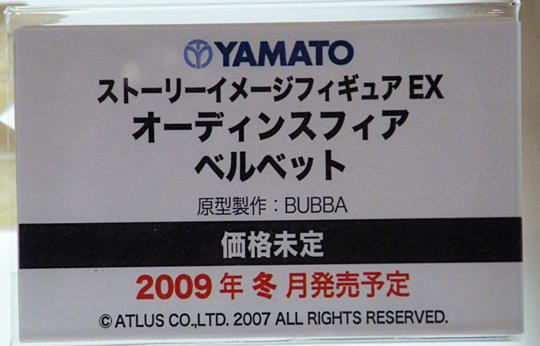 YAMATO
ストーリーイメージフィギュアEX
オーディンスフィア
ベルベット
原型製作：BUBBA
価格未定
2009年 冬 月発売予定
© ATLUS CO.,LTD. 2007 ALL RIGHTS RESERVED.